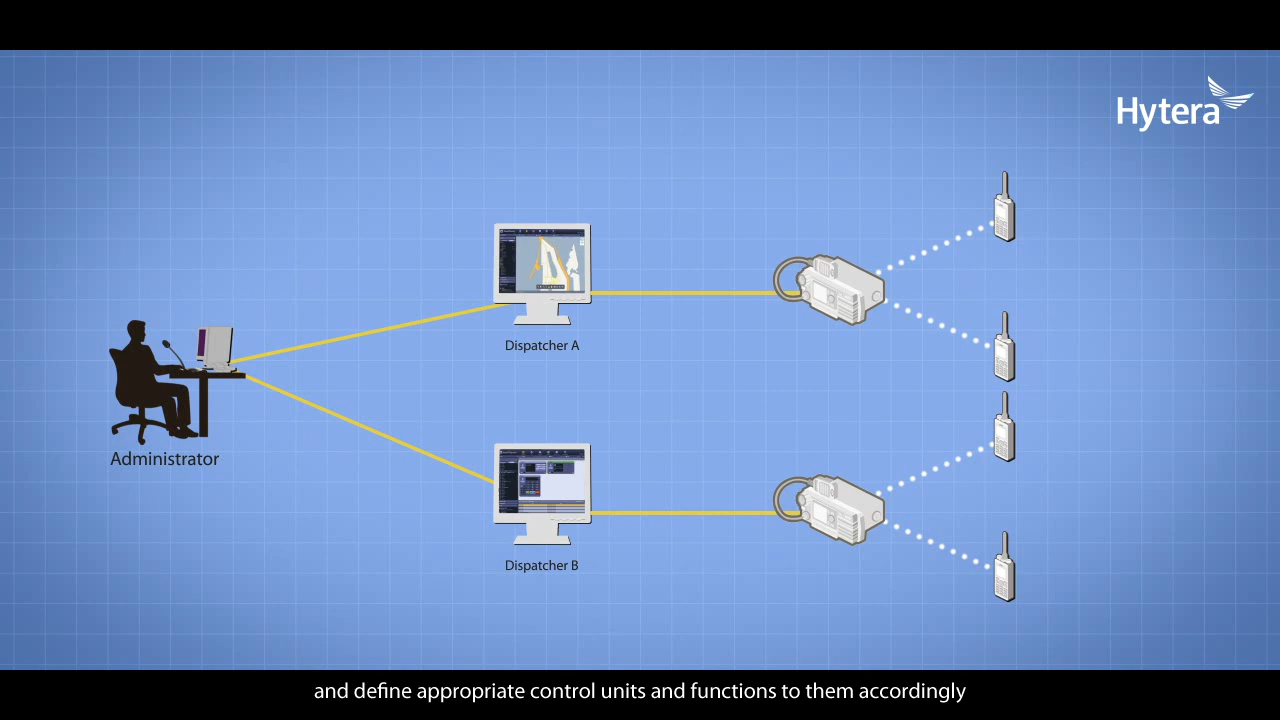 Hytera
Dispatcher A
Administrator
Dispatcher B
and define appropriate control units and functions to them accordingly